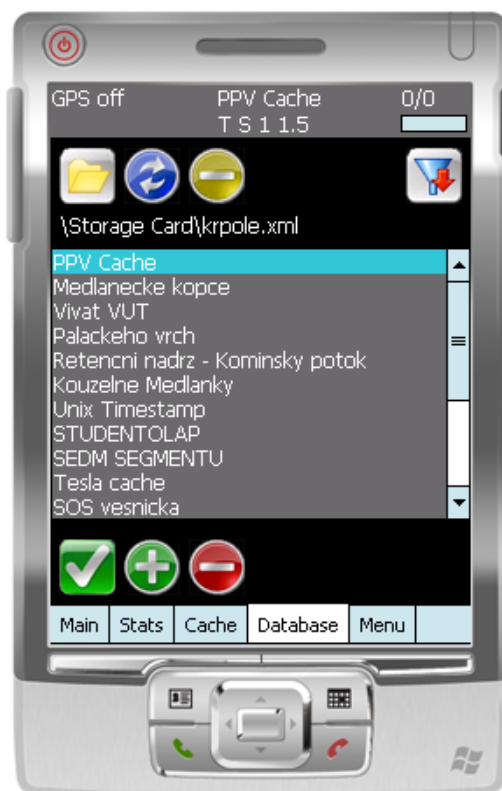 GPS off PPV Cache 0/0
T S 1 1.5
\Storage Card\krpole.xml
PPV Cache
Medlanecke kopce
Vivat VUT
Palackeho vrch
Retencni nadrz - Kominsky potok
Kouzelne Medlanky
Unix Timestamp
STUDENTOLAP
SEDM SEGMENTU
Tesla cache
SOS vesnicka
Main Stats Cache Database Menu